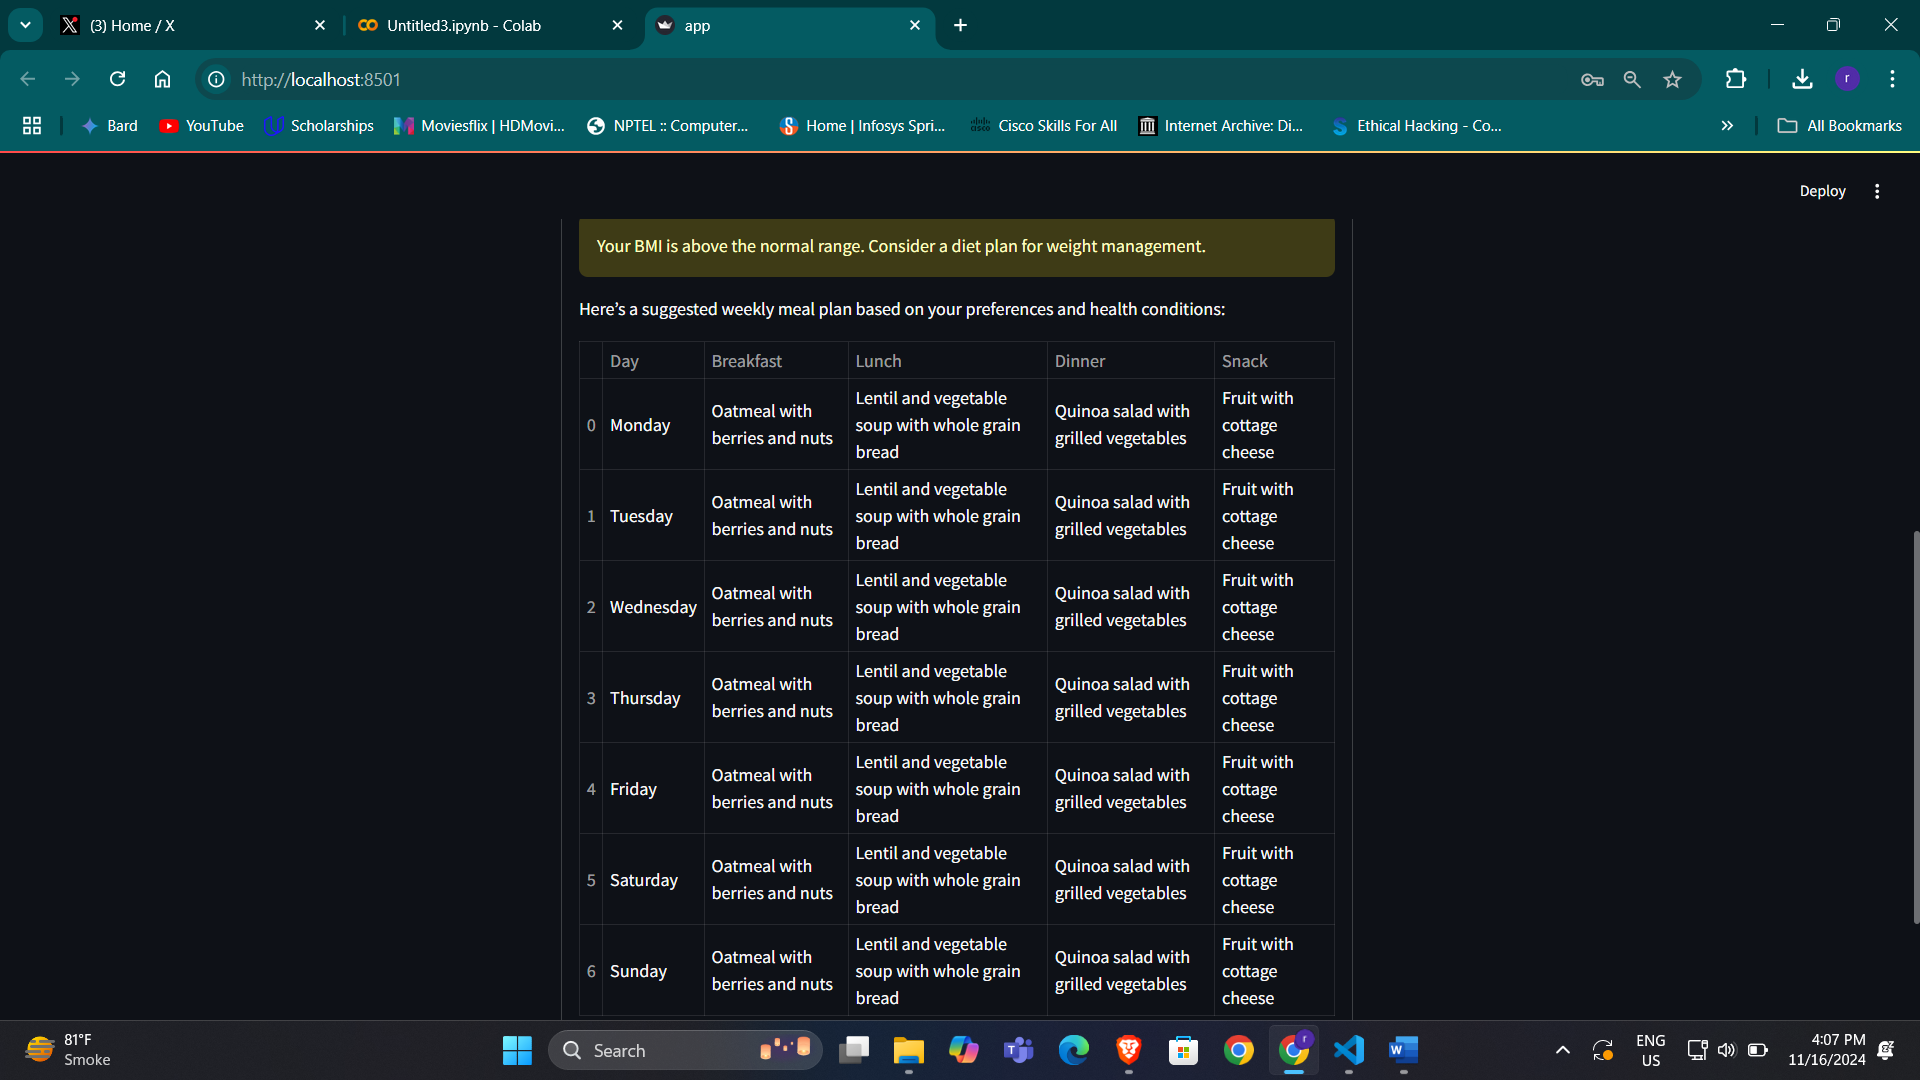 (3) Home / X
Untitled3.ipynb - Colab
app
http://localhost:8501
r
Bard
YouTube
Scholarships
Moviesflix | HDMovi...
NPTEL :: Computer...
Home | Infosys Spri...
Cisco Skills For All
Internet Archive: Di...
Ethical Hacking - Co...
All Bookmarks
Deploy
Your BMI is above the normal range. Consider a diet plan for weight management.
Here’s a suggested weekly meal plan based on your preferences and health conditions:
Day Breakfast Lunch Dinner Snack
0 Monday
Oatmeal with
berries and nuts
Lentil and vegetable
soup with whole grain
bread
Quinoa salad with
grilled vegetables
Fruit with
cottage
cheese
1 Tuesday
Oatmeal with
berries and nuts
Lentil and vegetable
soup with whole grain
bread
Quinoa salad with
grilled vegetables
Fruit with
cottage
cheese
2 Wednesday
Oatmeal with
berries and nuts
Lentil and vegetable
soup with whole grain
bread
Quinoa salad with
grilled vegetables
Fruit with
cottage
cheese
3 Thursday
Oatmeal with
berries and nuts
Lentil and vegetable
soup with whole grain
bread
Quinoa salad with
grilled vegetables
Fruit with
cottage
cheese
4 Friday
Oatmeal with
berries and nuts
Lentil and vegetable
soup with whole grain
bread
Quinoa salad with
grilled vegetables
Fruit with
cottage
cheese
5 Saturday
Oatmeal with
berries and nuts
Lentil and vegetable
soup with whole grain
bread
Quinoa salad with
grilled vegetables
Fruit with
cottage
cheese
6 Sunday
Oatmeal with
berries and nuts
Lentil and vegetable
soup with whole grain
bread
Quinoa salad with
grilled vegetables
Fruit with
cottage
cheese
81°F
Smoke
Search
ENG
US
4:07 PM
11/16/2024